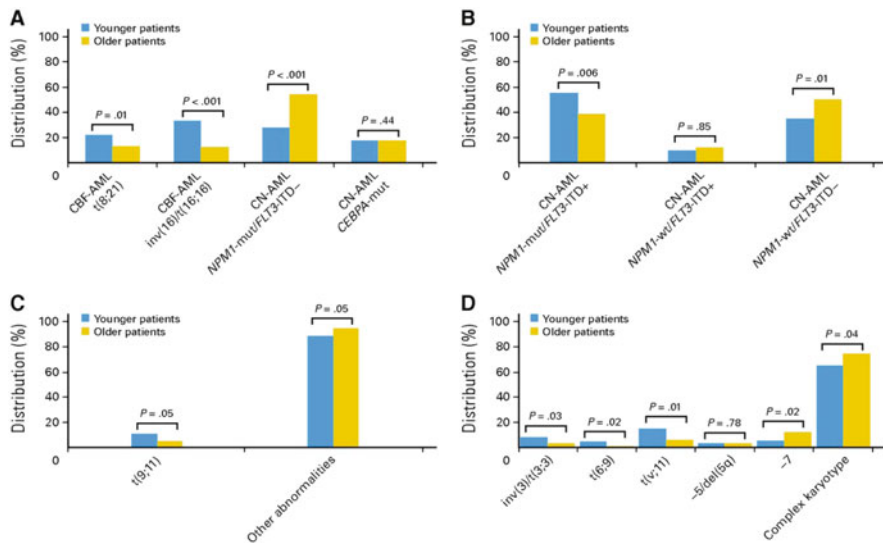 A
Younger patients
Older patients
Distribution (%)
100
80
60
40
20
0
P = .01
P < .001
P < .001
P = .44
CBF-AML
t(8;21)
CBF-AML
inv(16)/t(16;16)
CN-AML
NPM1-mut/FLT3-ITD–
CN-AML
CEBPA-mut
B
Younger patients
Older patients
Distribution (%)
100
80
60
40
20
0
P = .006
P = .85
P = .01
CN-AML
NPM1-mut/FLT3-ITD+
CN-AML
NPM1-wt/FLT3-ITD+
CN-AML
NPM1-wt/FLT3-ITD–
C
Younger patients
Older patients
Distribution (%)
100
80
60
40
20
0
P = .05
P = .05
t(9;11)
Other abnormalities
D
Younger patients
Older patients
Distribution (%)
100
80
60
40
20
0
P = .03
P = .02
P = .01
P = .78
P = .02
P = .04
inv(3)/t(3;3)
t(6;9)
t(v;11)
–5/del(5q)
–7
Complex karyotype